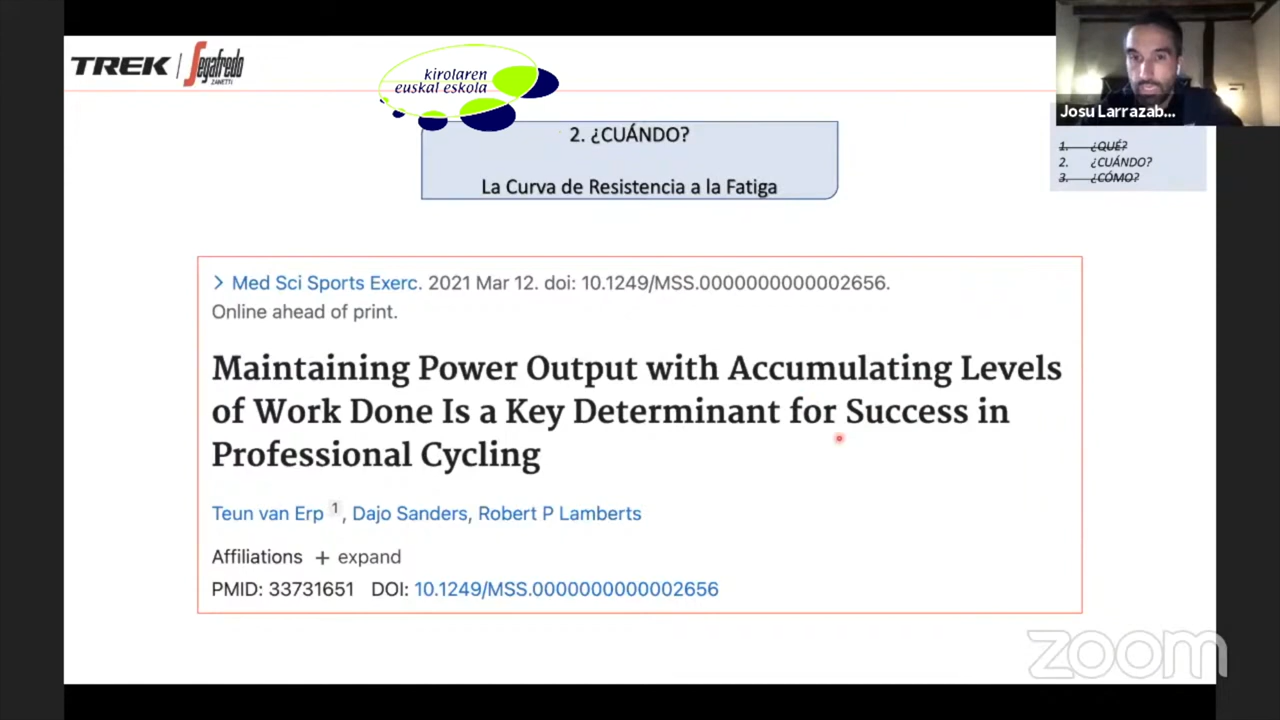 TREK | Segafredo
ZANETTI
kirolaren
euskal eskola
Josu Larrazab...
2. ¿CUÁNDO?
La Curva de Resistencia a la Fatiga
1. ¿QUÉ?
2. ¿CUÁNDO?
3. ¿CÓMO?
> Med Sci Sports Exerc. 2021 Mar 12. doi: 10.1249/MSS.0000000000002656.
Online ahead of print.
Maintaining Power Output with Accumulating Levels
of Work Done Is a Key Determinant for Success in
Professional Cycling
Teun van Erp 1, Dajo Sanders, Robert P Lamberts
Affiliations + expand
PMID: 33731651 DOI: 10.1249/MSS.0000000000002656
zoom